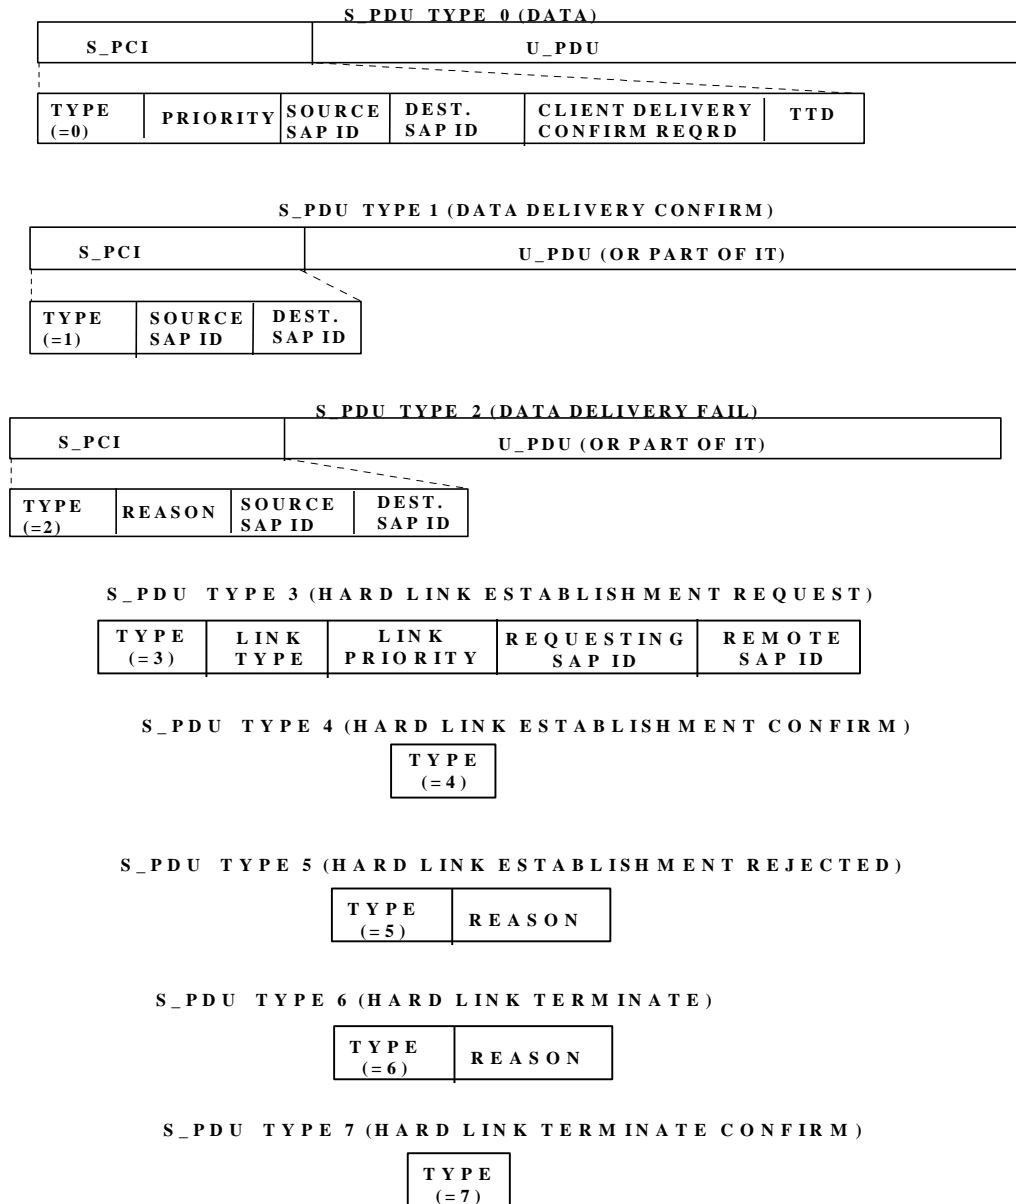 S_PDU TYPE 0 (DATA)
S_PCI U_PDU
TYPE PRIORITY SOURCE DEST. CLIENT DELIVERY TTD
(=0) SAP ID SAP ID CONFIRM REQRD
S_PDU TYPE 1 (DATA DELIVERY CONFIRM)
S_PCI U_PDU (OR PART OF IT)
TYPE SOURCE DEST.
(=1) SAP ID SAP ID
S_PDU TYPE 2 (DATA DELIVERY FAIL)
S_PCI U_PDU (OR PART OF IT)
TYPE REASON SOURCE DEST.
(=2) SAP ID SAP ID
S_PDU TYPE 3 (HARD LINK ESTABLISHMENT REQUEST)
TYPE LINK LINK REQUESTING REMOTE
(=3) TYPE PRIORITY SAP ID SAP ID
S_PDU TYPE 4 (HARD LINK ESTABLISHMENT CONFIRM)
TYPE
(=4)
S_PDU TYPE 5 (HARD LINK ESTABLISHMENT REJECTED)
TYPE REASON
(=5)
S_PDU TYPE 6 (HARD LINK TERMINATE)
TYPE REASON
(=6)
S_PDU TYPE 7 (HARD LINK TERMINATE CONFIRM)
TYPE
(=7)